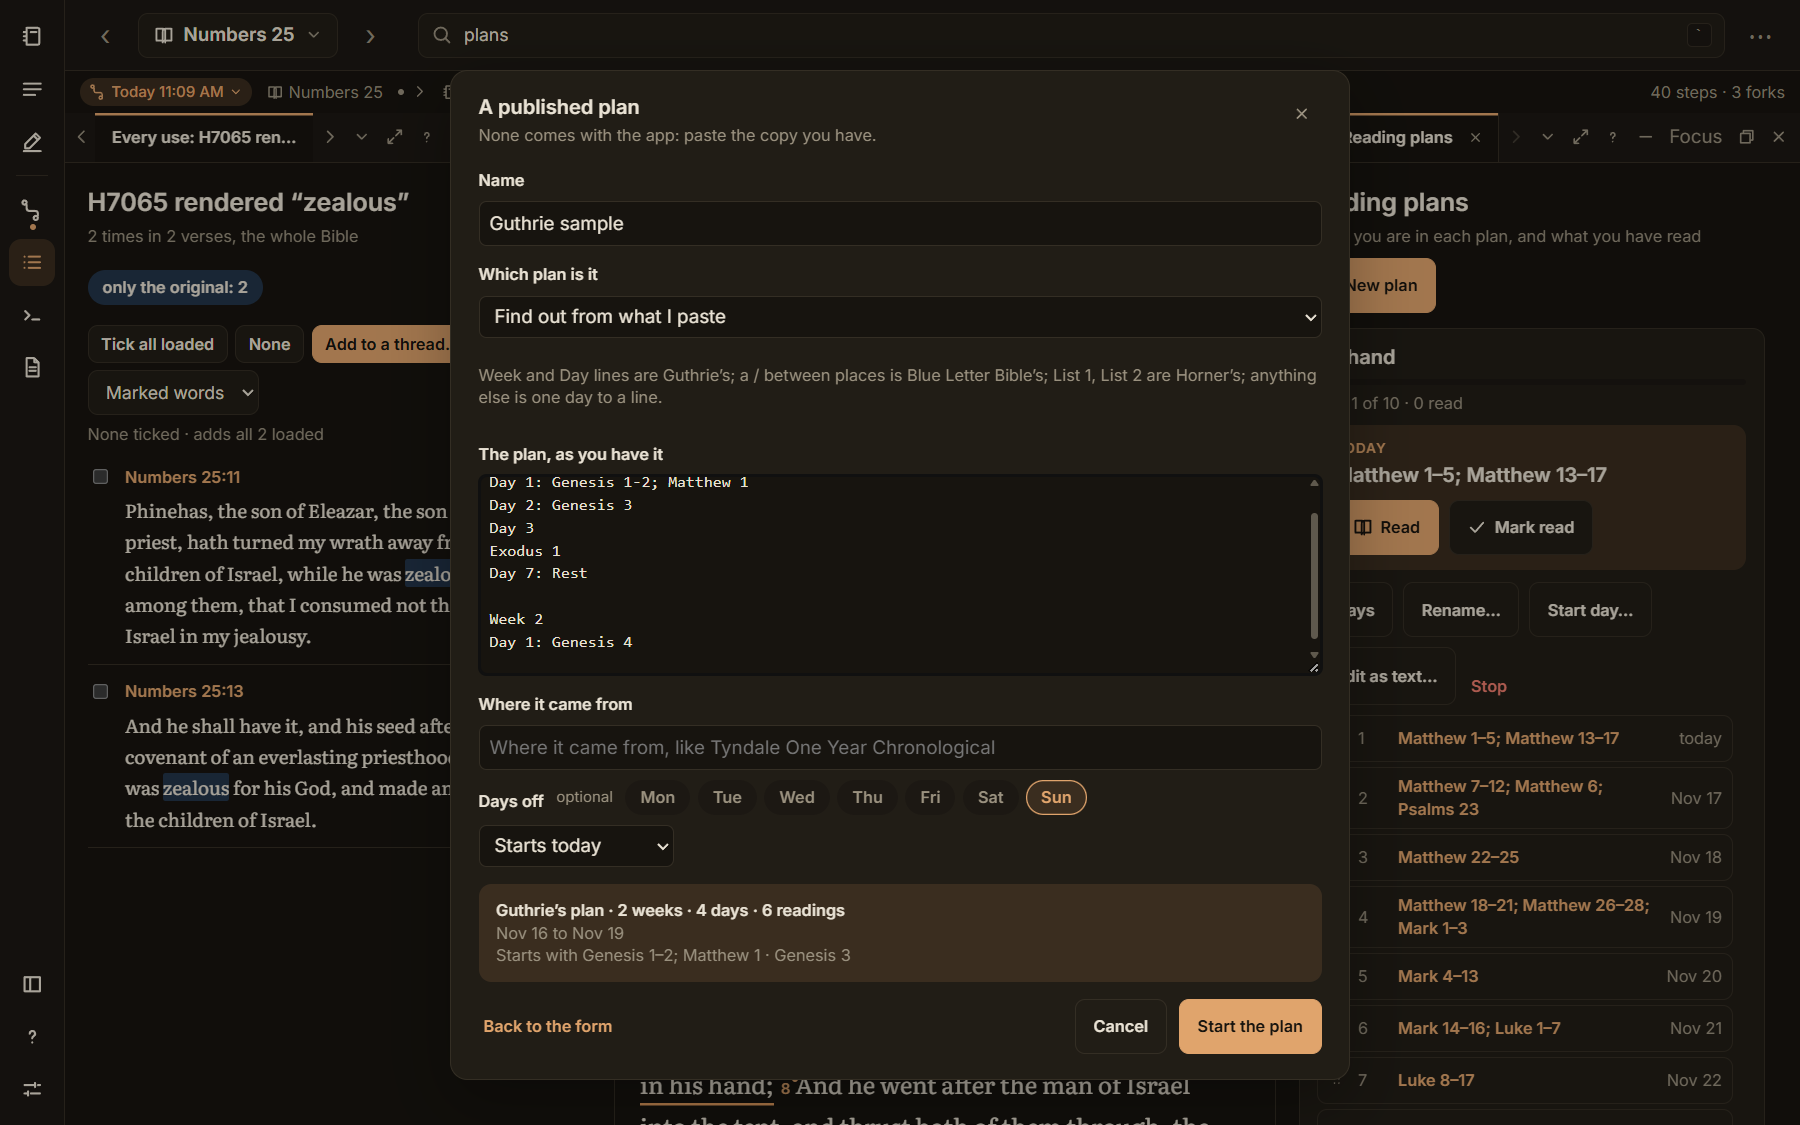 Numbers 25
plans
Today 11:09 AM
Numbers 25
40 steps · 3 forks
Every use: H7065 ren...
?
H7065 rendered “zealous”
2 times in 2 verses, the whole Bible
only the original: 2
Tick all loaded
None
Add to a thread.
Marked words
None ticked · adds all 2 loaded
Numbers 25:11
Phinehas, the son of Eleazar, the son
priest, hath turned my wrath away
children of Israel, while he was zealo
among them, that I consumed not
Israel in my jealousy.
Numbers 25:13
And he shall have it, and his seed
covenant of an everlasting
was zealous for his God, and made
the children of Israel.
?
A published plan
None comes with the app: paste the copy you have.
Name
Guthrie sample
Which plan is it
Find out from what I paste
Week and Day lines are Guthrie’s; a / between places is Blue Letter Bible’s; List 1, List 2 are Horner’s; anything
else is one day to a line.
The plan, as you have it
Day 1: Genesis 1-2; Matthew 1
Day 2: Genesis 3
Day 3
Exodus 1
Day 7: Rest
Week 2
Day 1: Genesis 4
Where it came from
Where it came from, like Tyndale One Year Chronological
Days off optional Mon Tue Wed Thu Fri Sat Sun
Starts today
Guthrie’s plan · 2 weeks · 4 days · 6 readings
Nov 16 to Nov 19
Starts with Genesis 1–2; Matthew 1 · Genesis 3
Back to the form
Cancel
Start the plan
in his hand; 8 And he went after the man of Israel
into the tent, and thrust both of them through, the
Reading plans
?
Focus
ding plans
you are in each plan, and what you have read
New plan
hand
1 of 10 · 0 read
ODAY
Matthew 1–5; Matthew 13–17
Read
Mark read
ays
Rename...
Start day...
dit as text...
Stop
1 Matthew 1–5; Matthew 13–17 today
2 Matthew 7–12; Matthew 6;
Psalms 23 Nov 17
3 Matthew 22–25 Nov 18
4 Matthew 18–21; Matthew 26–28;
Mark 1–3 Nov 19
5 Mark 4–13 Nov 20
6 Mark 14–16; Luke 1–7 Nov 21
7 Luke 8–17 Nov 22